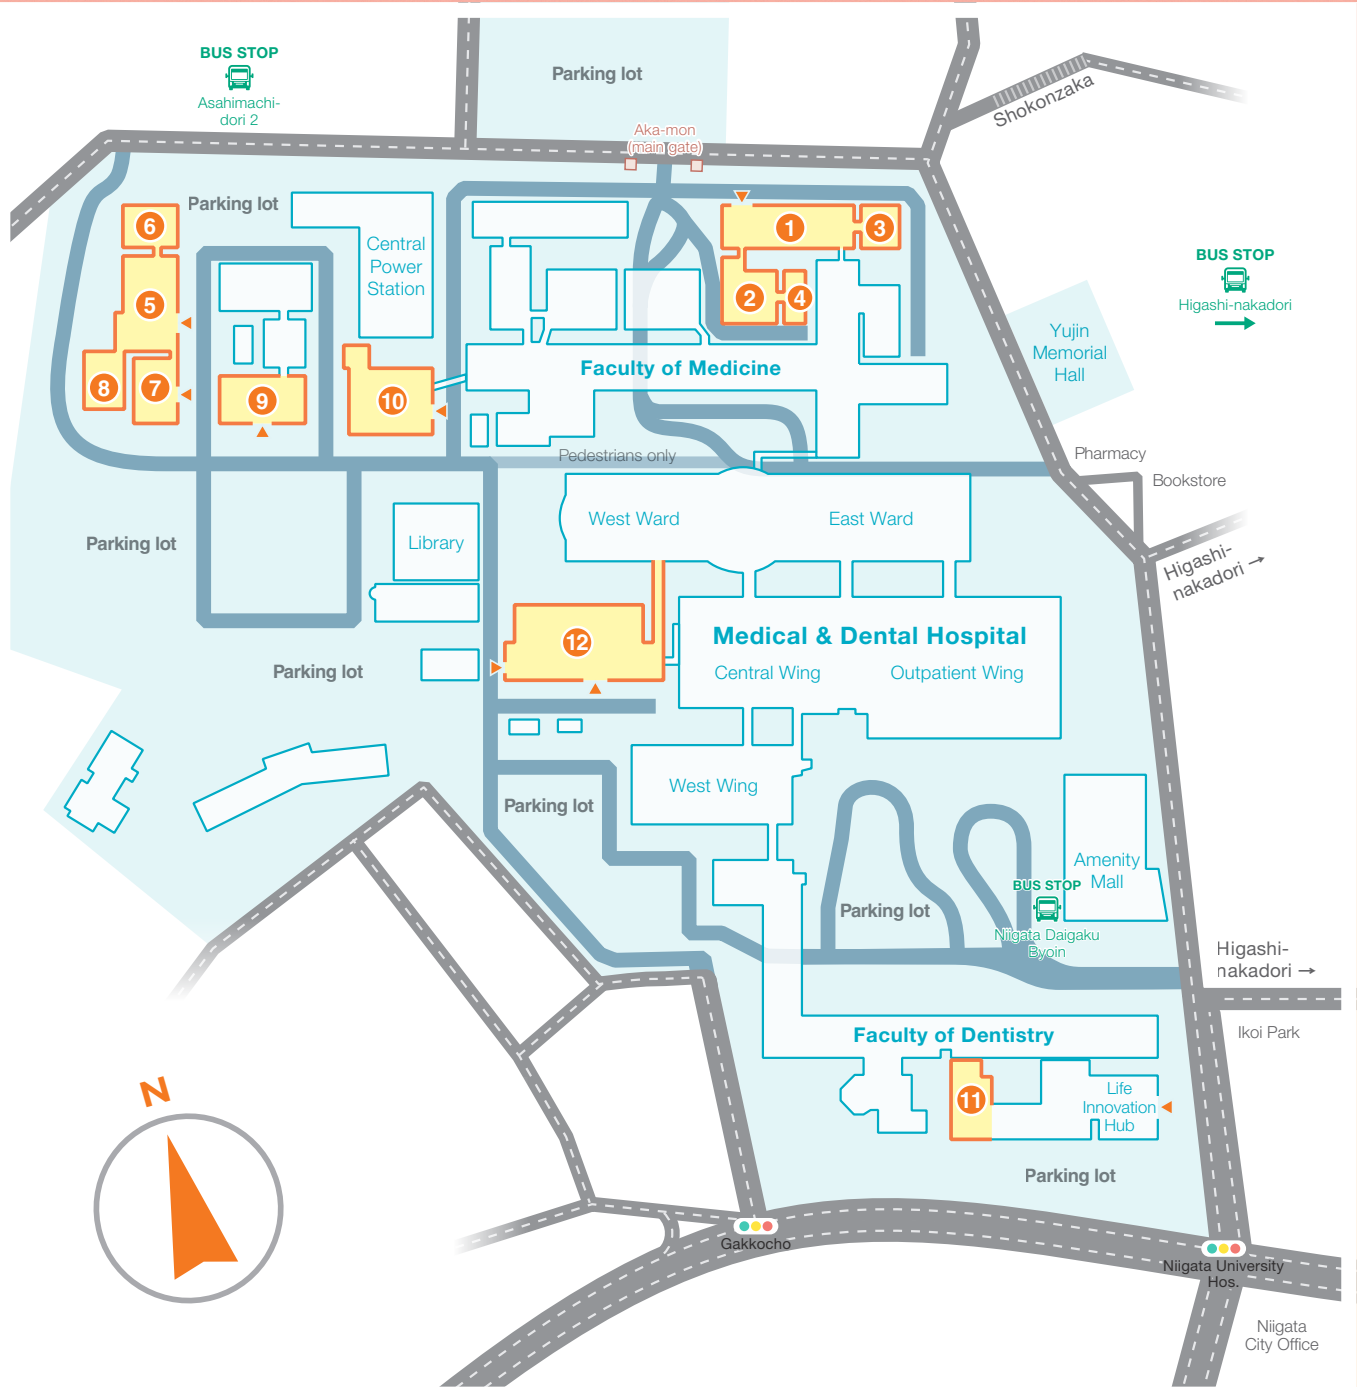 BUS STOP
Asahimachi-
dori 2
Parking lot
Aka-mon
(main gate)
Shokonzaka
Parking lot
6
5
8
7
9
10
Central
Power
Station
1
3
2
4
BUS STOP
Higashi-nakadori
Yujin
Memorial
Hall
Faculty of Medicine
Pedestrians only
Pharmacy
Bookstore
Higashi-
nakadori →
West Ward
East Ward
Parking lot
Library
12
Medical & Dental Hospital
Central Wing
Outpatient Wing
Parking lot
West Wing
Parking lot
Amenity
Mall
BUS STOP
Niigata Daigaku
Byoin
Parking lot
Higashi-
nakadori →
Ikoi Park
Faculty of Dentistry
11
Life
Innovation
Hub
Parking lot
N
Gakkocho
Niigata University
Hos.
Niigata
City Office